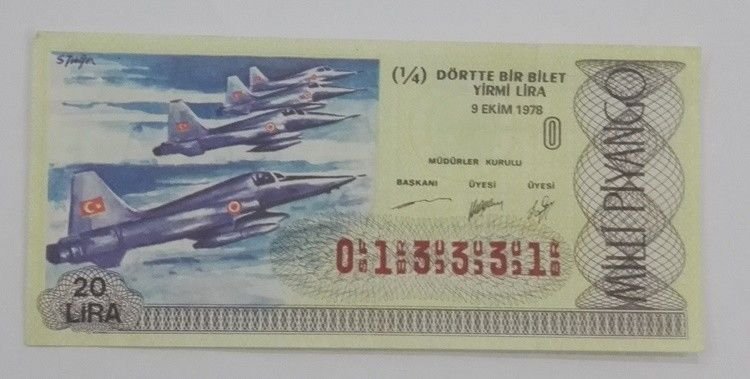 (1/4) DÖRTTE BİR BİLET
YİRMİ LİRA
9 EKİM 1978
0
MÜDÜRLER KURULU
BAŞKANI ÜYESİ ÜYESİ
013331
20
LİRA
MİLLİ PİYANGO